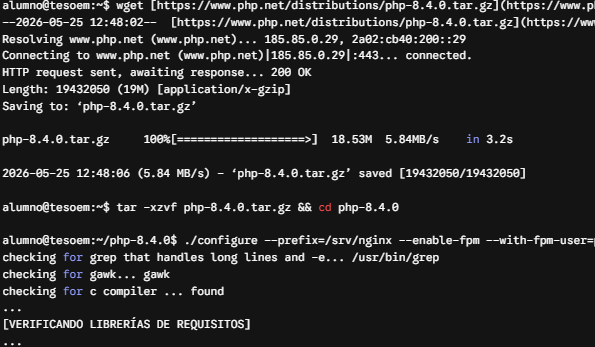 alumno@tesoem:~$ wget [https://www.php.net/distributions/php-8.4.0.tar.gz](https://www.p
--2026-05-25 12:48:02-- [https://www.php.net/distributions/php-8.4.0.tar.gz](https://www
Resolving www.php.net (www.php.net)... 185.85.0.29, 2a02:cb40:200::29
Connecting to www.php.net (www.php.net)|185.85.0.29|:443... connected.
HTTP request sent, awaiting response... 200 OK
Length: 19432050 (19M) [application/x-gzip]
Saving to: ‘php-8.4.0.tar.gz’
php-8.4.0.tar.gz 100%[===================>] 18.53M 5.84MB/s in 3.2s
2026-05-25 12:48:06 (5.84 MB/s) - ‘php-8.4.0.tar.gz’ saved [19432050/19432050]
alumno@tesoem:~$ tar -xzvf php-8.4.0.tar.gz && cd php-8.4.0
alumno@tesoem:~/php-8.4.0$ ./configure --prefix=/srv/nginx --enable-fpm --with-fpm-user=
checking for grep that handles long lines and -e... /usr/bin/grep
checking for gawk... gawk
checking for c compiler ... found
...
[VERIFICANDO LIBRERÍAS DE REQUISITOS]
...